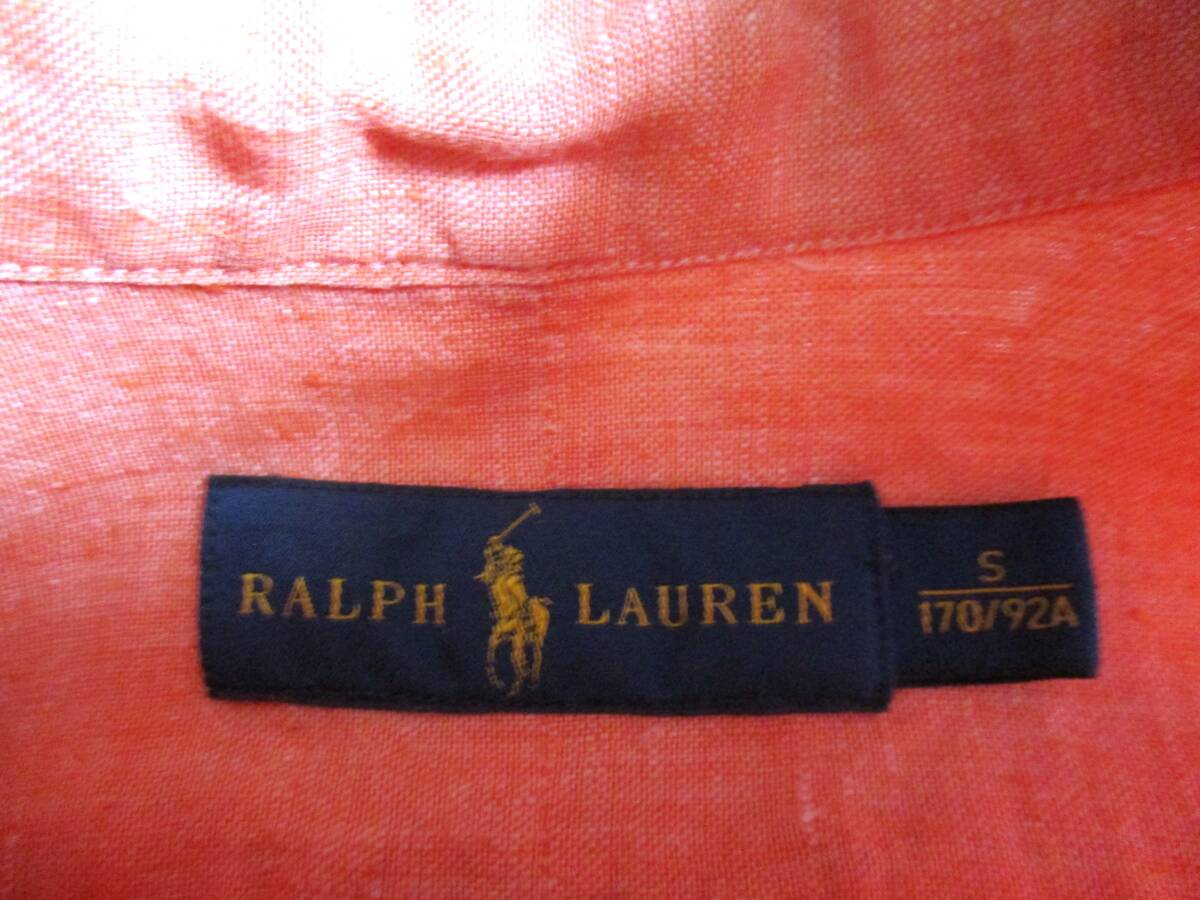 RALPH LAUREN
S
170/92A